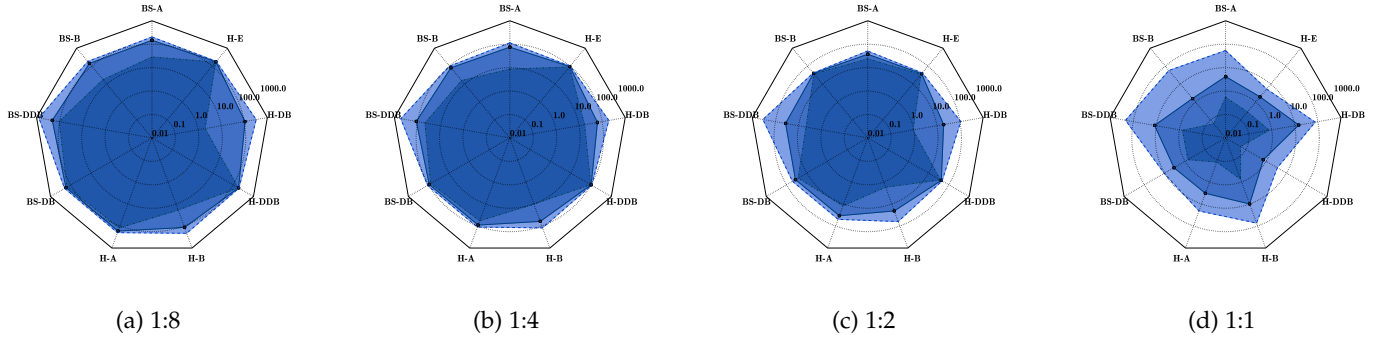 BS-A
BS-B
H-E
1000.0
100.0
10.0
1.0
0.1
0.01
BS-DDB
H-DB
BS-DB
H-DDB
H-A
H-B
(a) 1:8
BS-A
BS-B
H-E
1000.0
100.0
10.0
1.0
0.1
0.01
BS-DDB
H-DB
BS-DB
H-DDB
H-A
H-B
(b) 1:4
BS-A
BS-B
H-E
1000.0
100.0
10.0
1.0
0.1
0.01
BS-DDB
H-DB
BS-DB
H-DDB
H-A
H-B
(c) 1:2
BS-A
BS-B
H-E
1000.0
100.0
10.0
1.0
0.1
0.01
BS-DDB
H-DB
BS-DB
H-DDB
H-A
H-B
(d) 1:1